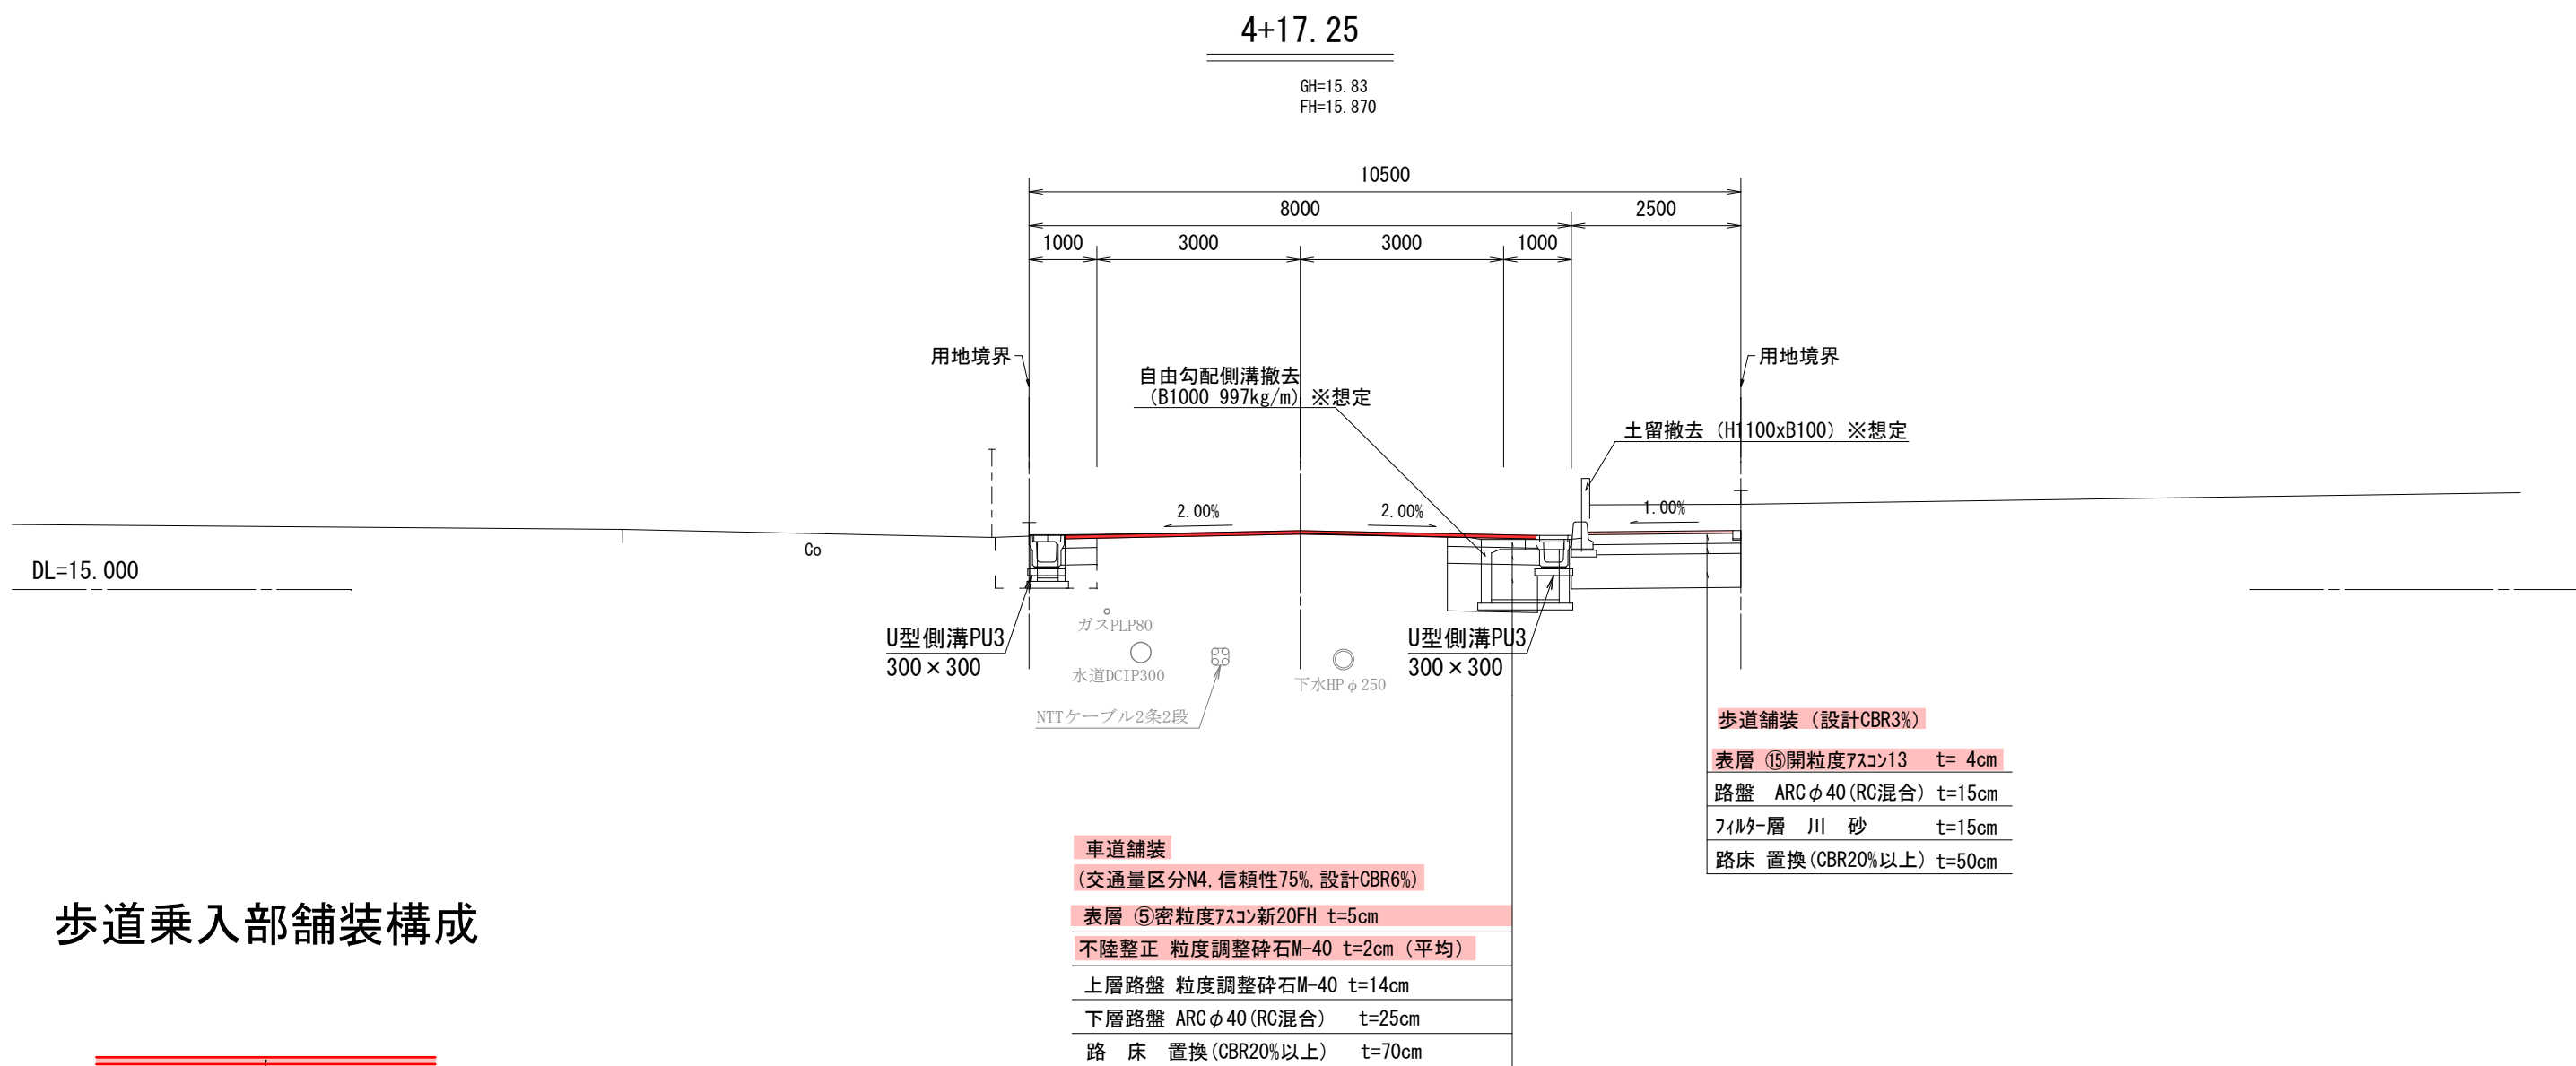 4+17.25
GH=15.83
FH=15.870
10500
8000
2500
1000
3000
3000
1000
用地境界
用地境界
自由勾配側溝撤去
(B1000 997kg/m) ※想定
土留撤去 (H1100xB100) ※想定
2.00%
2.00%
1.00%
Co
DL=15.000
U型側溝PU3
300×300
U型側溝PU3
300×300
ガスPLP80
水道DCIP300
下水HPφ250
NTTケーブル2条2段
歩道舗装 (設計CBR3%)
表層 ⑮開粒度アスコン13 t= 4cm
路盤 ARCφ40(RC混合) t=15cm
フィルター層 川 砂 t=15cm
路床 置換(CBR20%以上) t=50cm
車道舗装
(交通量区分N4,信頼性75%,設計CBR6%)
表層 ⑤密粒度アスコン新20FH t=5cm
不陸整正 粒度調整砕石M-40 t=2cm (平均)
上層路盤 粒度調整砕石M-40 t=14cm
下層路盤 ARCφ40(RC混合) t=25cm
路 床 置換(CBR20%以上) t=70cm
歩道乗入部舗装構成